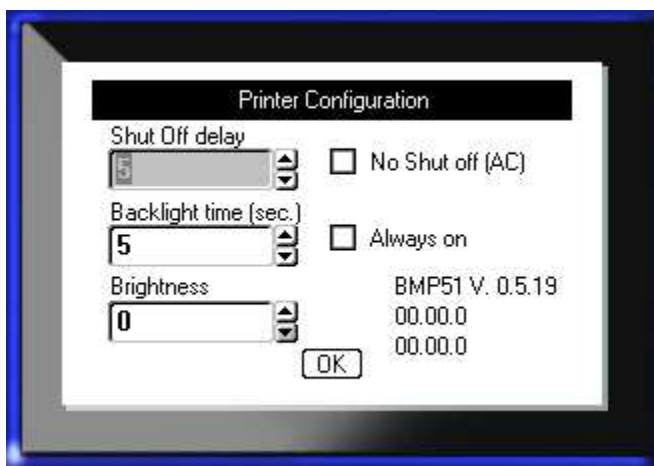 Printer Configuration
Shut Off delay
5
No Shut off (AC)
Backlight time (sec.)
5
Always on
Brightness
0
BMP51 V. 0.5.19
00.00.0
00.00.0
OK